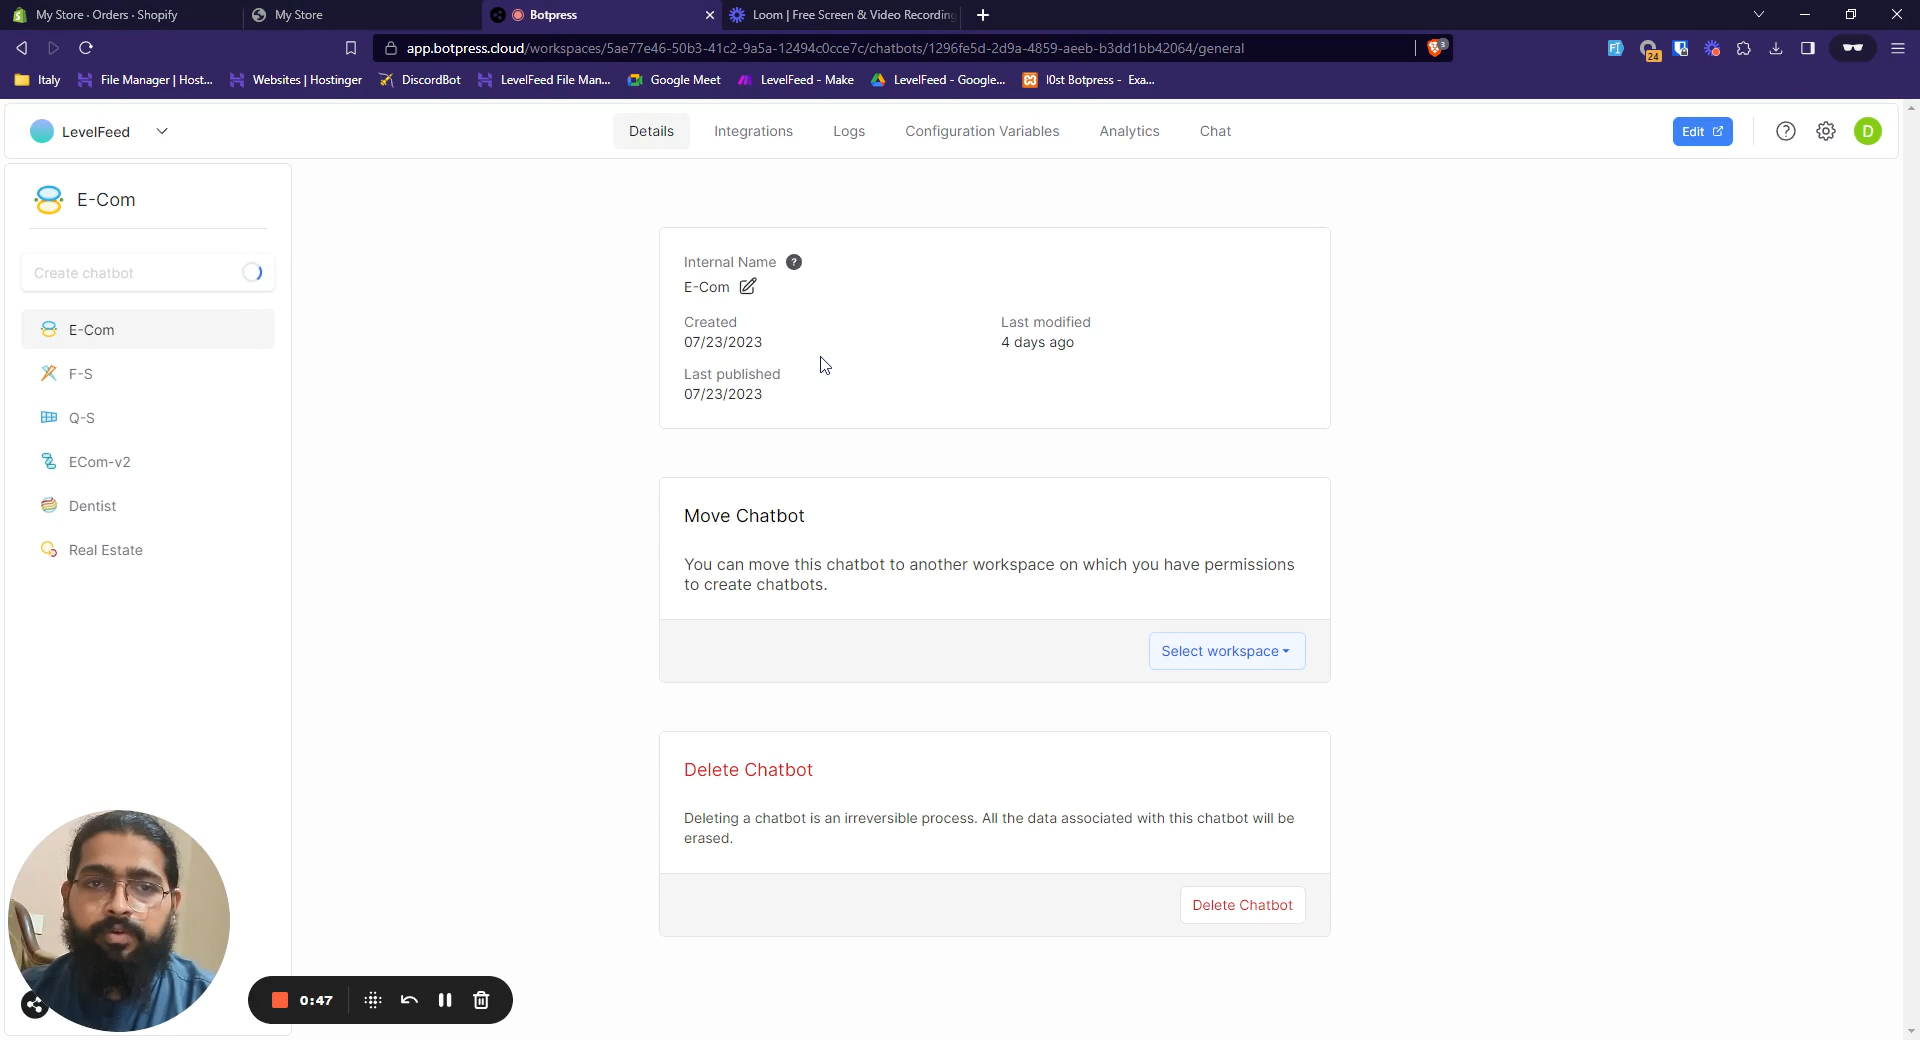 My Store · Orders · Shopify
My Store
Botpress
Loom | Free Screen & Video Recording
app.botpress.cloud/workspaces/5ae77e46-50b3-41c2-9a5a-12494c0cce7c/chatbots/1296fe5d-2d9a-4859-aeeb-b3dd1bb42064/general
3
24
Italy
File Manager | Host...
Websites | Hostinger
DiscordBot
LevelFeed File Man...
Google Meet
LevelFeed - Make
LevelFeed - Google...
l0st Botpress - Exa...
LevelFeed
Details
Integrations
Logs
Configuration Variables
Analytics
Chat
Edit
D
E-Com
Create chatbot
E-Com
F-S
Q-S
ECom-v2
Dentist
Real Estate
Internal Name ?
E-Com
Created
07/23/2023
Last modified
4 days ago
Last published
07/23/2023
Move Chatbot
You can move this chatbot to another workspace on which you have permissions
to create chatbots.
Select workspace
Delete Chatbot
Deleting a chatbot is an irreversible process. All the data associated with this chatbot will be
erased.
Delete Chatbot
0:47